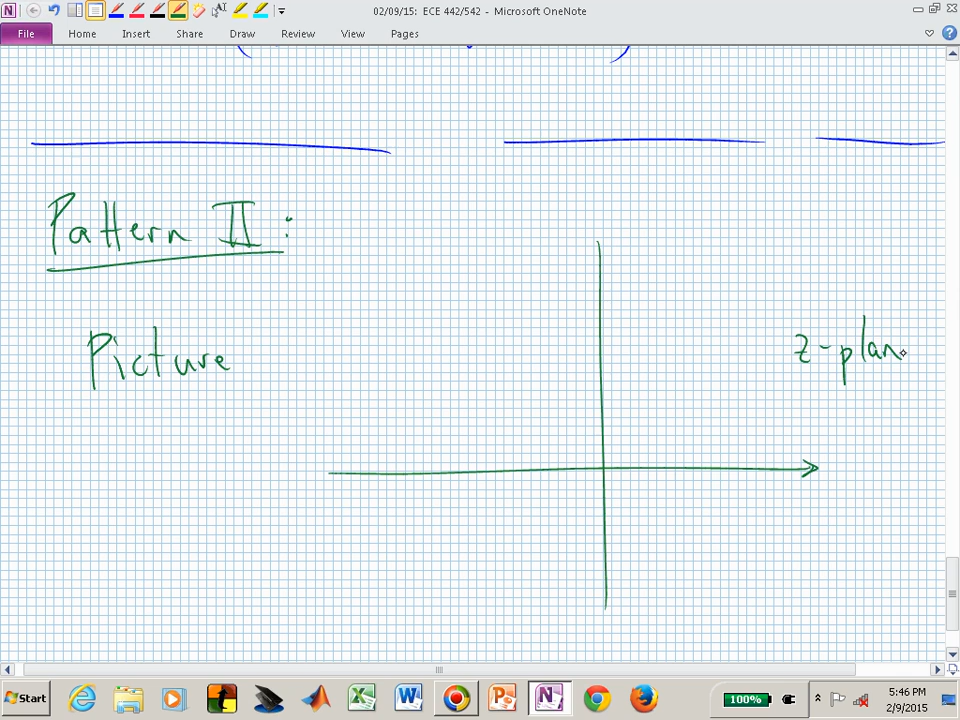 02/09/15: ECE 442/542 - Microsoft OneNote
File Home Insert Share Draw Review View Pages
Pattern II:
Picture
z-plan
Start
100%
5:46 PM
2/9/2015